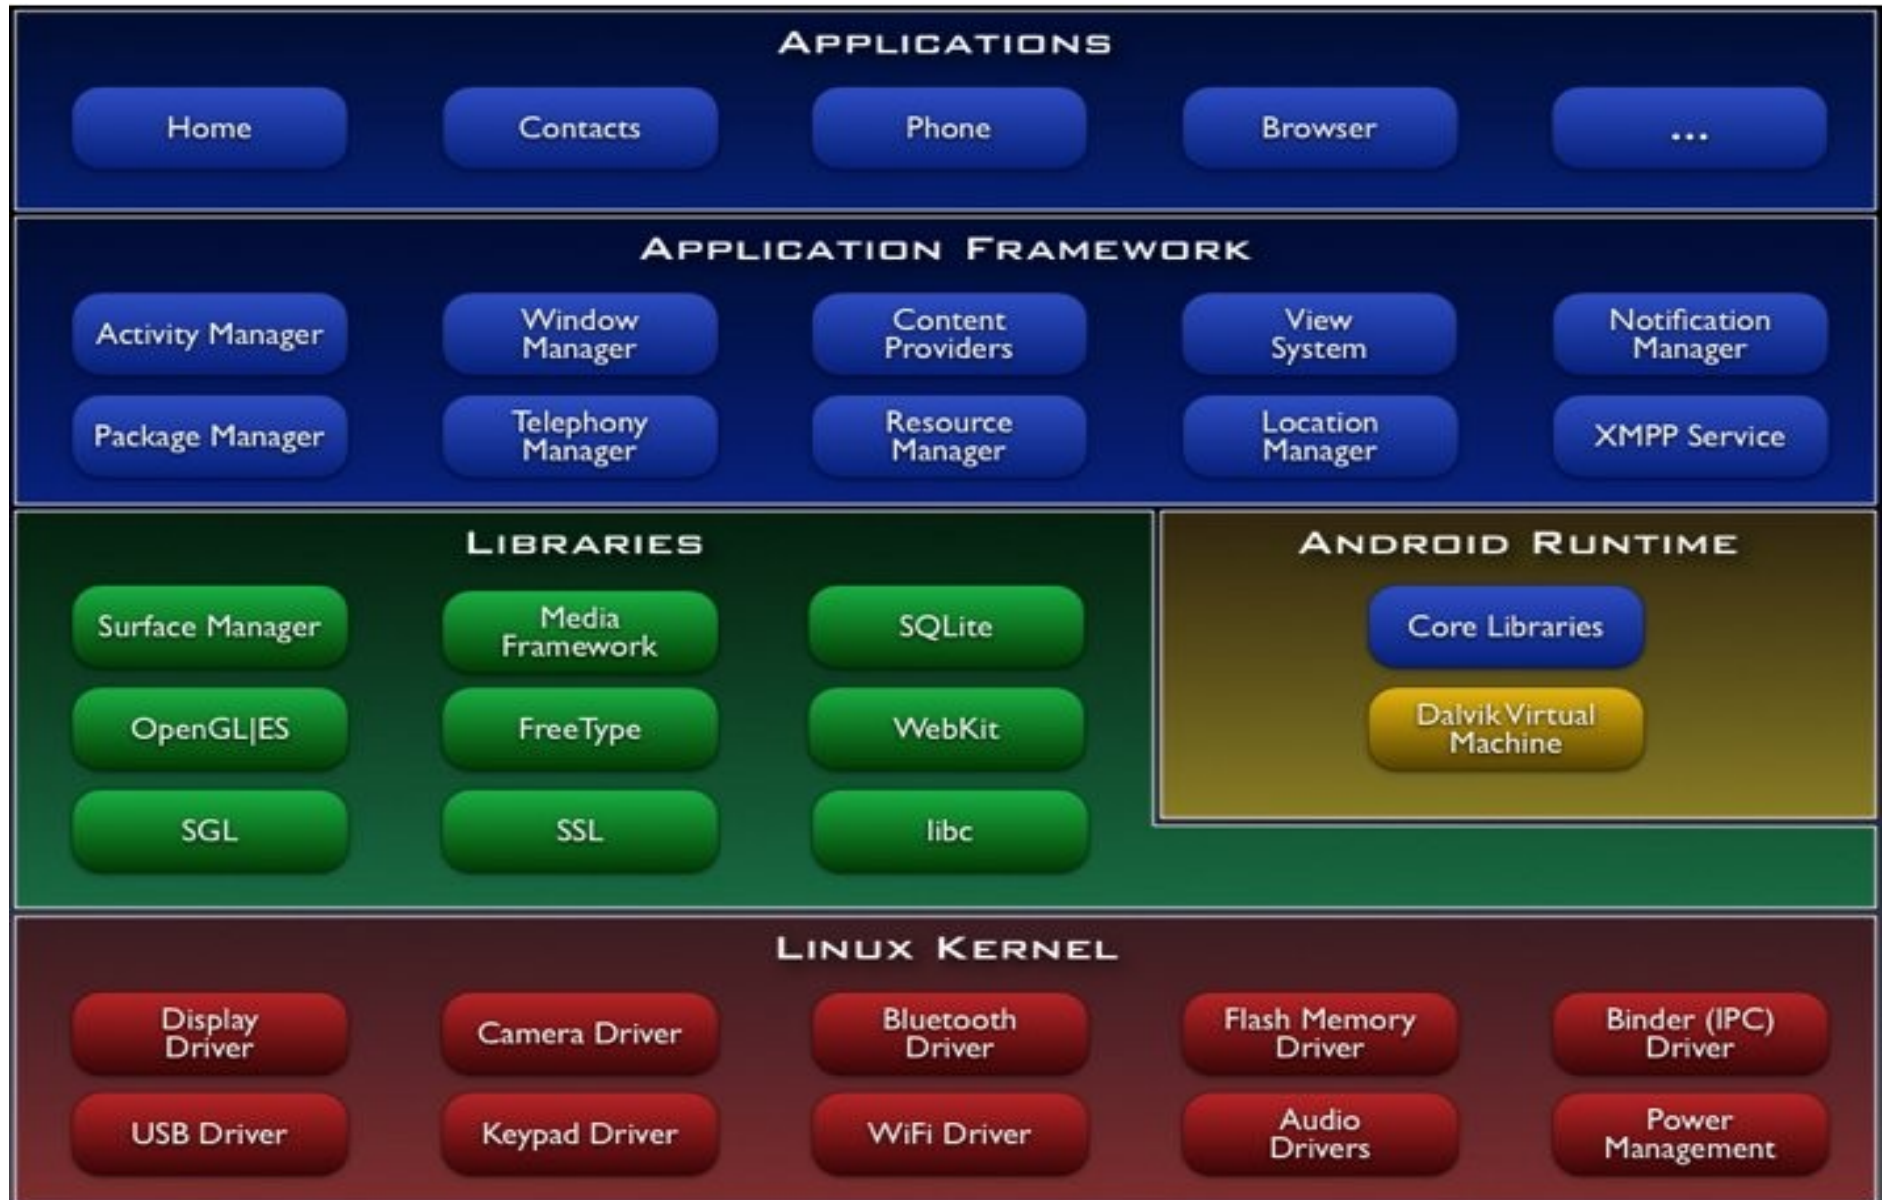 APPLICATIONS
Home
Contacts
Phone
Browser
...
APPLICATION FRAMEWORK
Activity Manager
Window
Manager
Content
Providers
View
System
Notification
Manager
Package Manager
Telephony
Manager
Resource
Manager
Location
Manager
XMPP Service
LIBRARIES
Surface Manager
Media
Framework
SQLite
OpenGL|ES
FreeType
WebKit
SGL
SSL
libc
ANDROID RUNTIME
Core Libraries
Dalvik Virtual
Machine
LINUX KERNEL
Display
Driver
Camera Driver
Bluetooth
Driver
Flash Memory
Driver
Binder (IPC)
Driver
USB Driver
Keypad Driver
WiFi Driver
Audio
Drivers
Power
Management